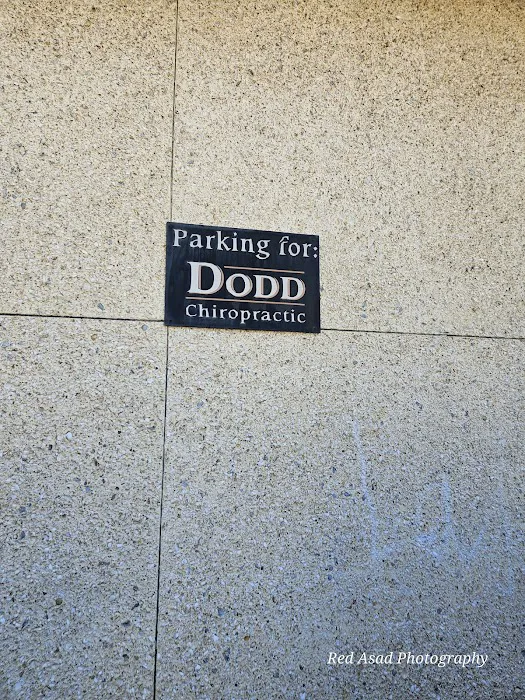 Parking for:
DODD
Chiropractic
Red Asad Photography